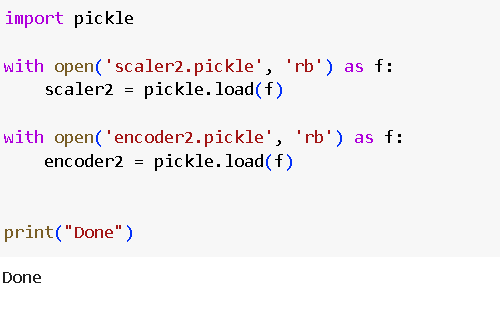 import pickle
with open('scaler2.pickle', 'rb') as f:
    scaler2 = pickle.load(f)
with open('encoder2.pickle', 'rb') as f:
    encoder2 = pickle.load(f)
print("Done")
Done